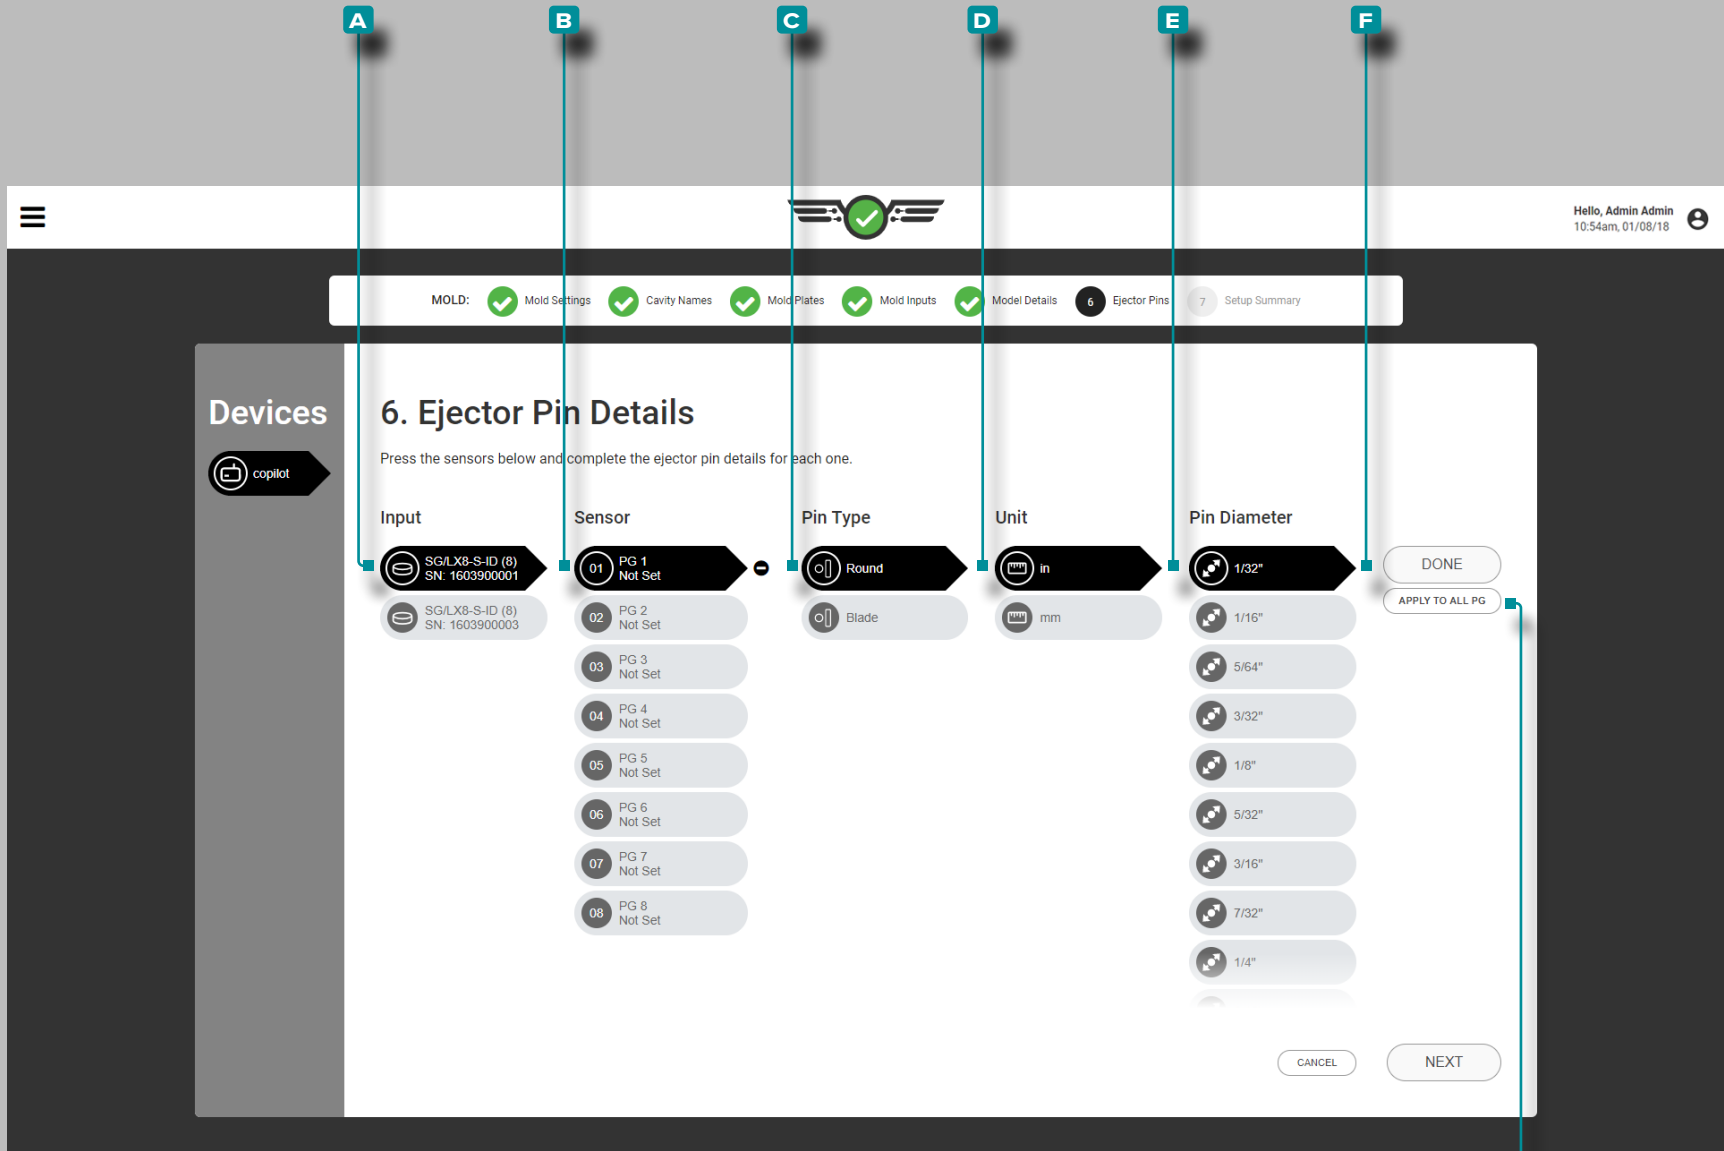 A B C D E F
Hello, Admin Admin
10:54am, 01/08/18
MOLD: Mold Settings Cavity Names Mold Plates Mold Inputs Model Details 6 Ejector Pins 7 Setup Summary
Devices
copilot
6. Ejector Pin Details
Press the sensors below and complete the ejector pin details for each one.
Input
SG/LX8-S-ID (8)
SN: 1603900001
SG/LX8-S-ID (8)
SN: 1603900003
Sensor
01 PG 1
Not Set
02 PG 2
Not Set
03 PG 3
Not Set
04 PG 4
Not Set
05 PG 5
Not Set
06 PG 6
Not Set
07 PG 7
Not Set
08 PG 8
Not Set
Pin Type
Round
Blade
Unit
in
mm
Pin Diameter
1/32"
1/16"
5/64"
3/32"
1/8"
5/32"
3/16"
7/32"
1/4"
DONE
APPLY TO ALL PG
CANCEL
NEXT